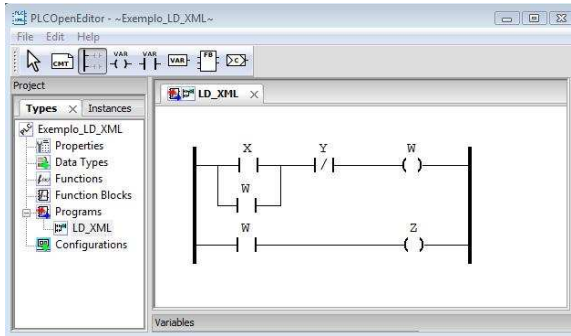 PLCOpenEditor - ~Exemplo_LD_XML~
File Edit Help
CMT VAR VAR FB
Project
Types × Instances
LD_XML ×
Exemplo_LD_XML
Properties
Data Types
Functions
Function Blocks
Programs
LD_XML
Configurations
X Y W
W
W Z
Variables